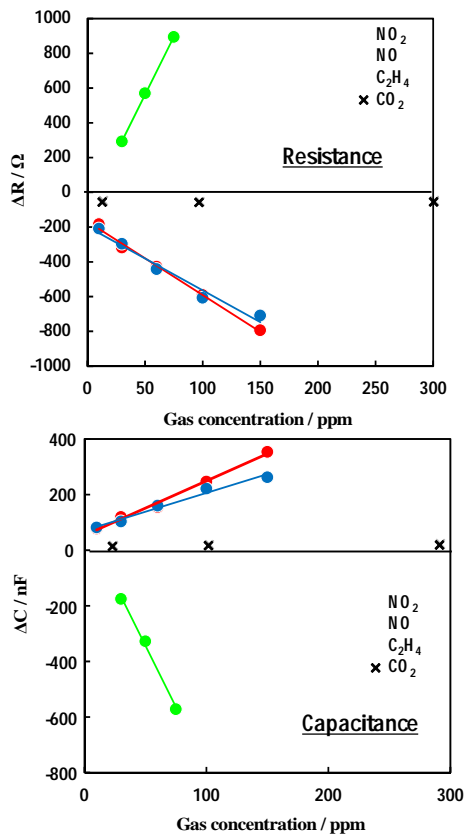 1000
800
600
400
200
0
-200
-400
-600
-800
-1000
ΔR / Ω
NO₂
NO
C₂H₄
CO₂
Resistance
0 50 100 150 200 250 300
Gas concentration / ppm
400
200
0
-200
-400
-600
-800
ΔC / nF
NO₂
NO
C₂H₄
CO₂
Capacitance
0 100 200 300
Gas concentration / ppm